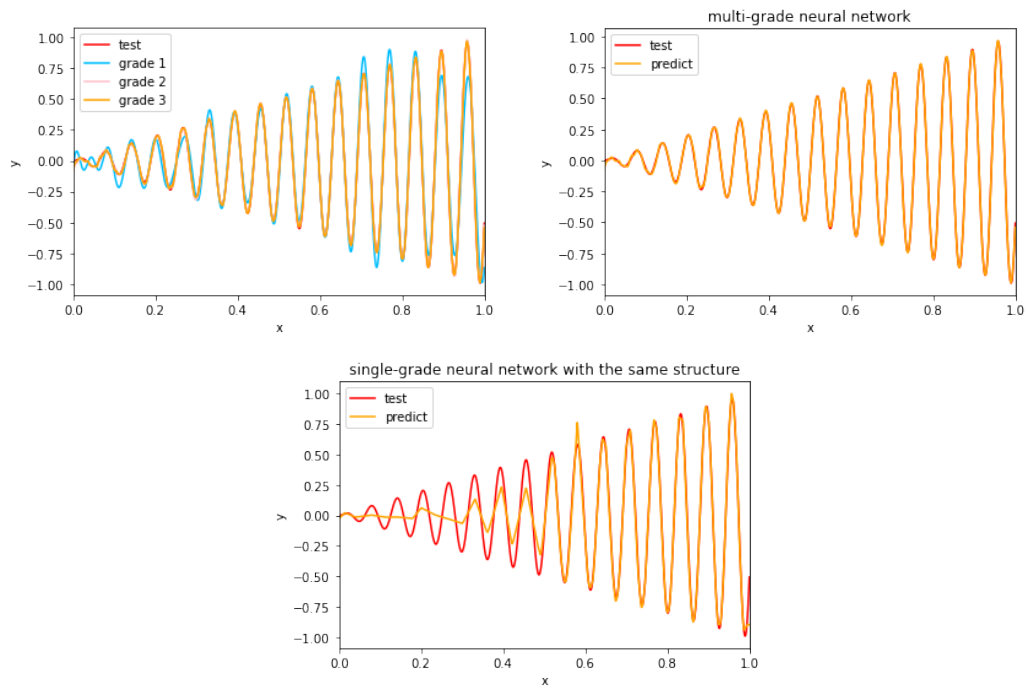 multi-grade neural network
test
grade 1
grade 2
grade 3
1.00
0.75
0.50
0.25
0.00
−0.25
−0.50
−0.75
−1.00
y
0.0 0.2 0.4 0.6 0.8 1.0
x
test
predict
1.00
0.75
0.50
0.25
0.00
−0.25
−0.50
−0.75
−1.00
y
0.0 0.2 0.4 0.6 0.8 1.0
x
single-grade neural network with the same structure
test
predict
1.00
0.75
0.50
0.25
0.00
−0.25
−0.50
−0.75
−1.00
y
0.0 0.2 0.4 0.6 0.8 1.0
x